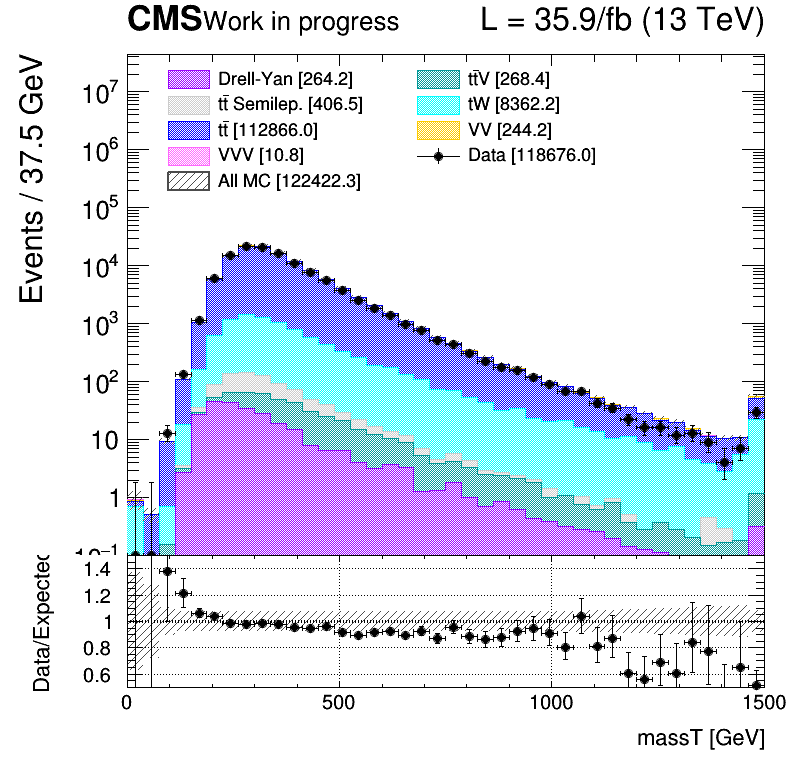 CMS Work in progress L = 35.9/fb (13 TeV)
Events / 37.5 GeV
Drell-Yan [264.2] tt̄V [268.4]
tt̄ Semilep. [406.5] tW [8362.2]
tt̄ [112866.0] VV [244.2]
VVV [10.8] Data [118676.0]
All MC [122422.3]
10⁷
10⁶
10⁵
10⁴
10³
10²
10
1
10⁻¹
Data/Expected
1.4
1.2
1
0.8
0.6
0 500 1000 1500
massT [GeV]